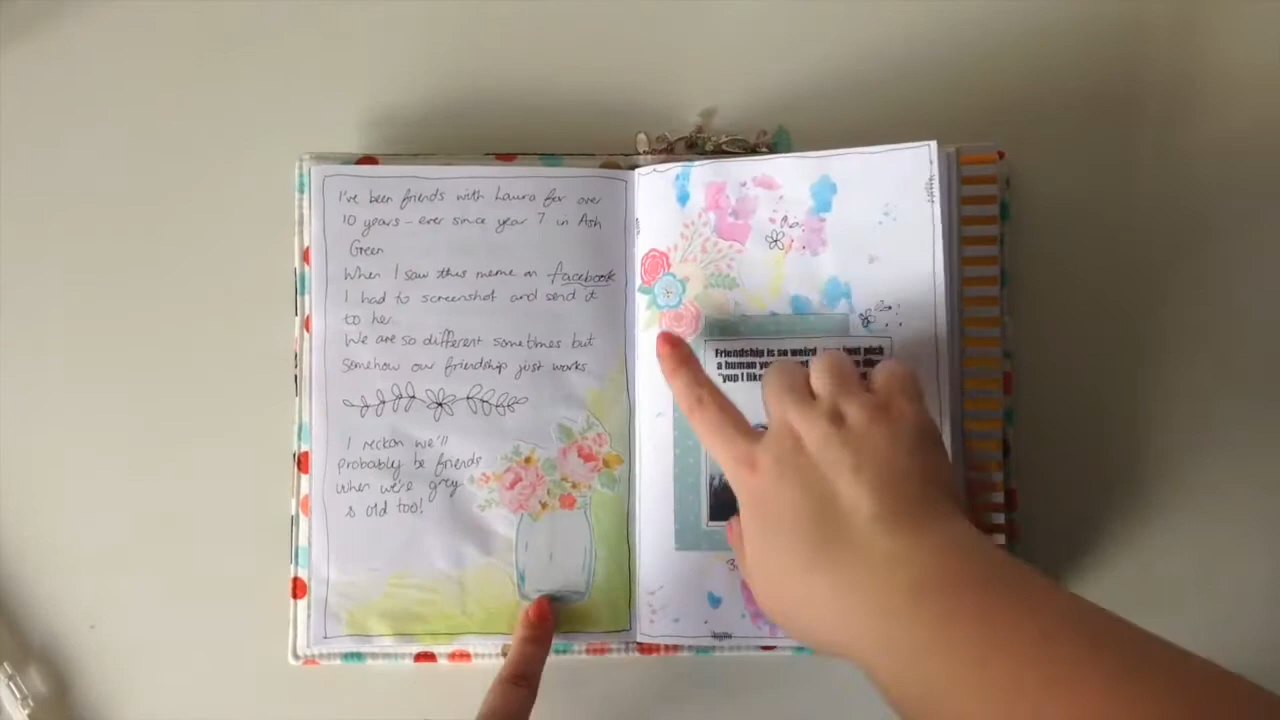 I've been friends with Laura for over
10 years - ever since year 7 in Ash
Green
When I saw this meme on facebook
I had to screenshot and send it
to her
We are so different sometimes but
somehow our friendship just works
I reckon we'll
probably be friends
when we're grey
& old too!
Friendship is so weird pick
a human
"yup I